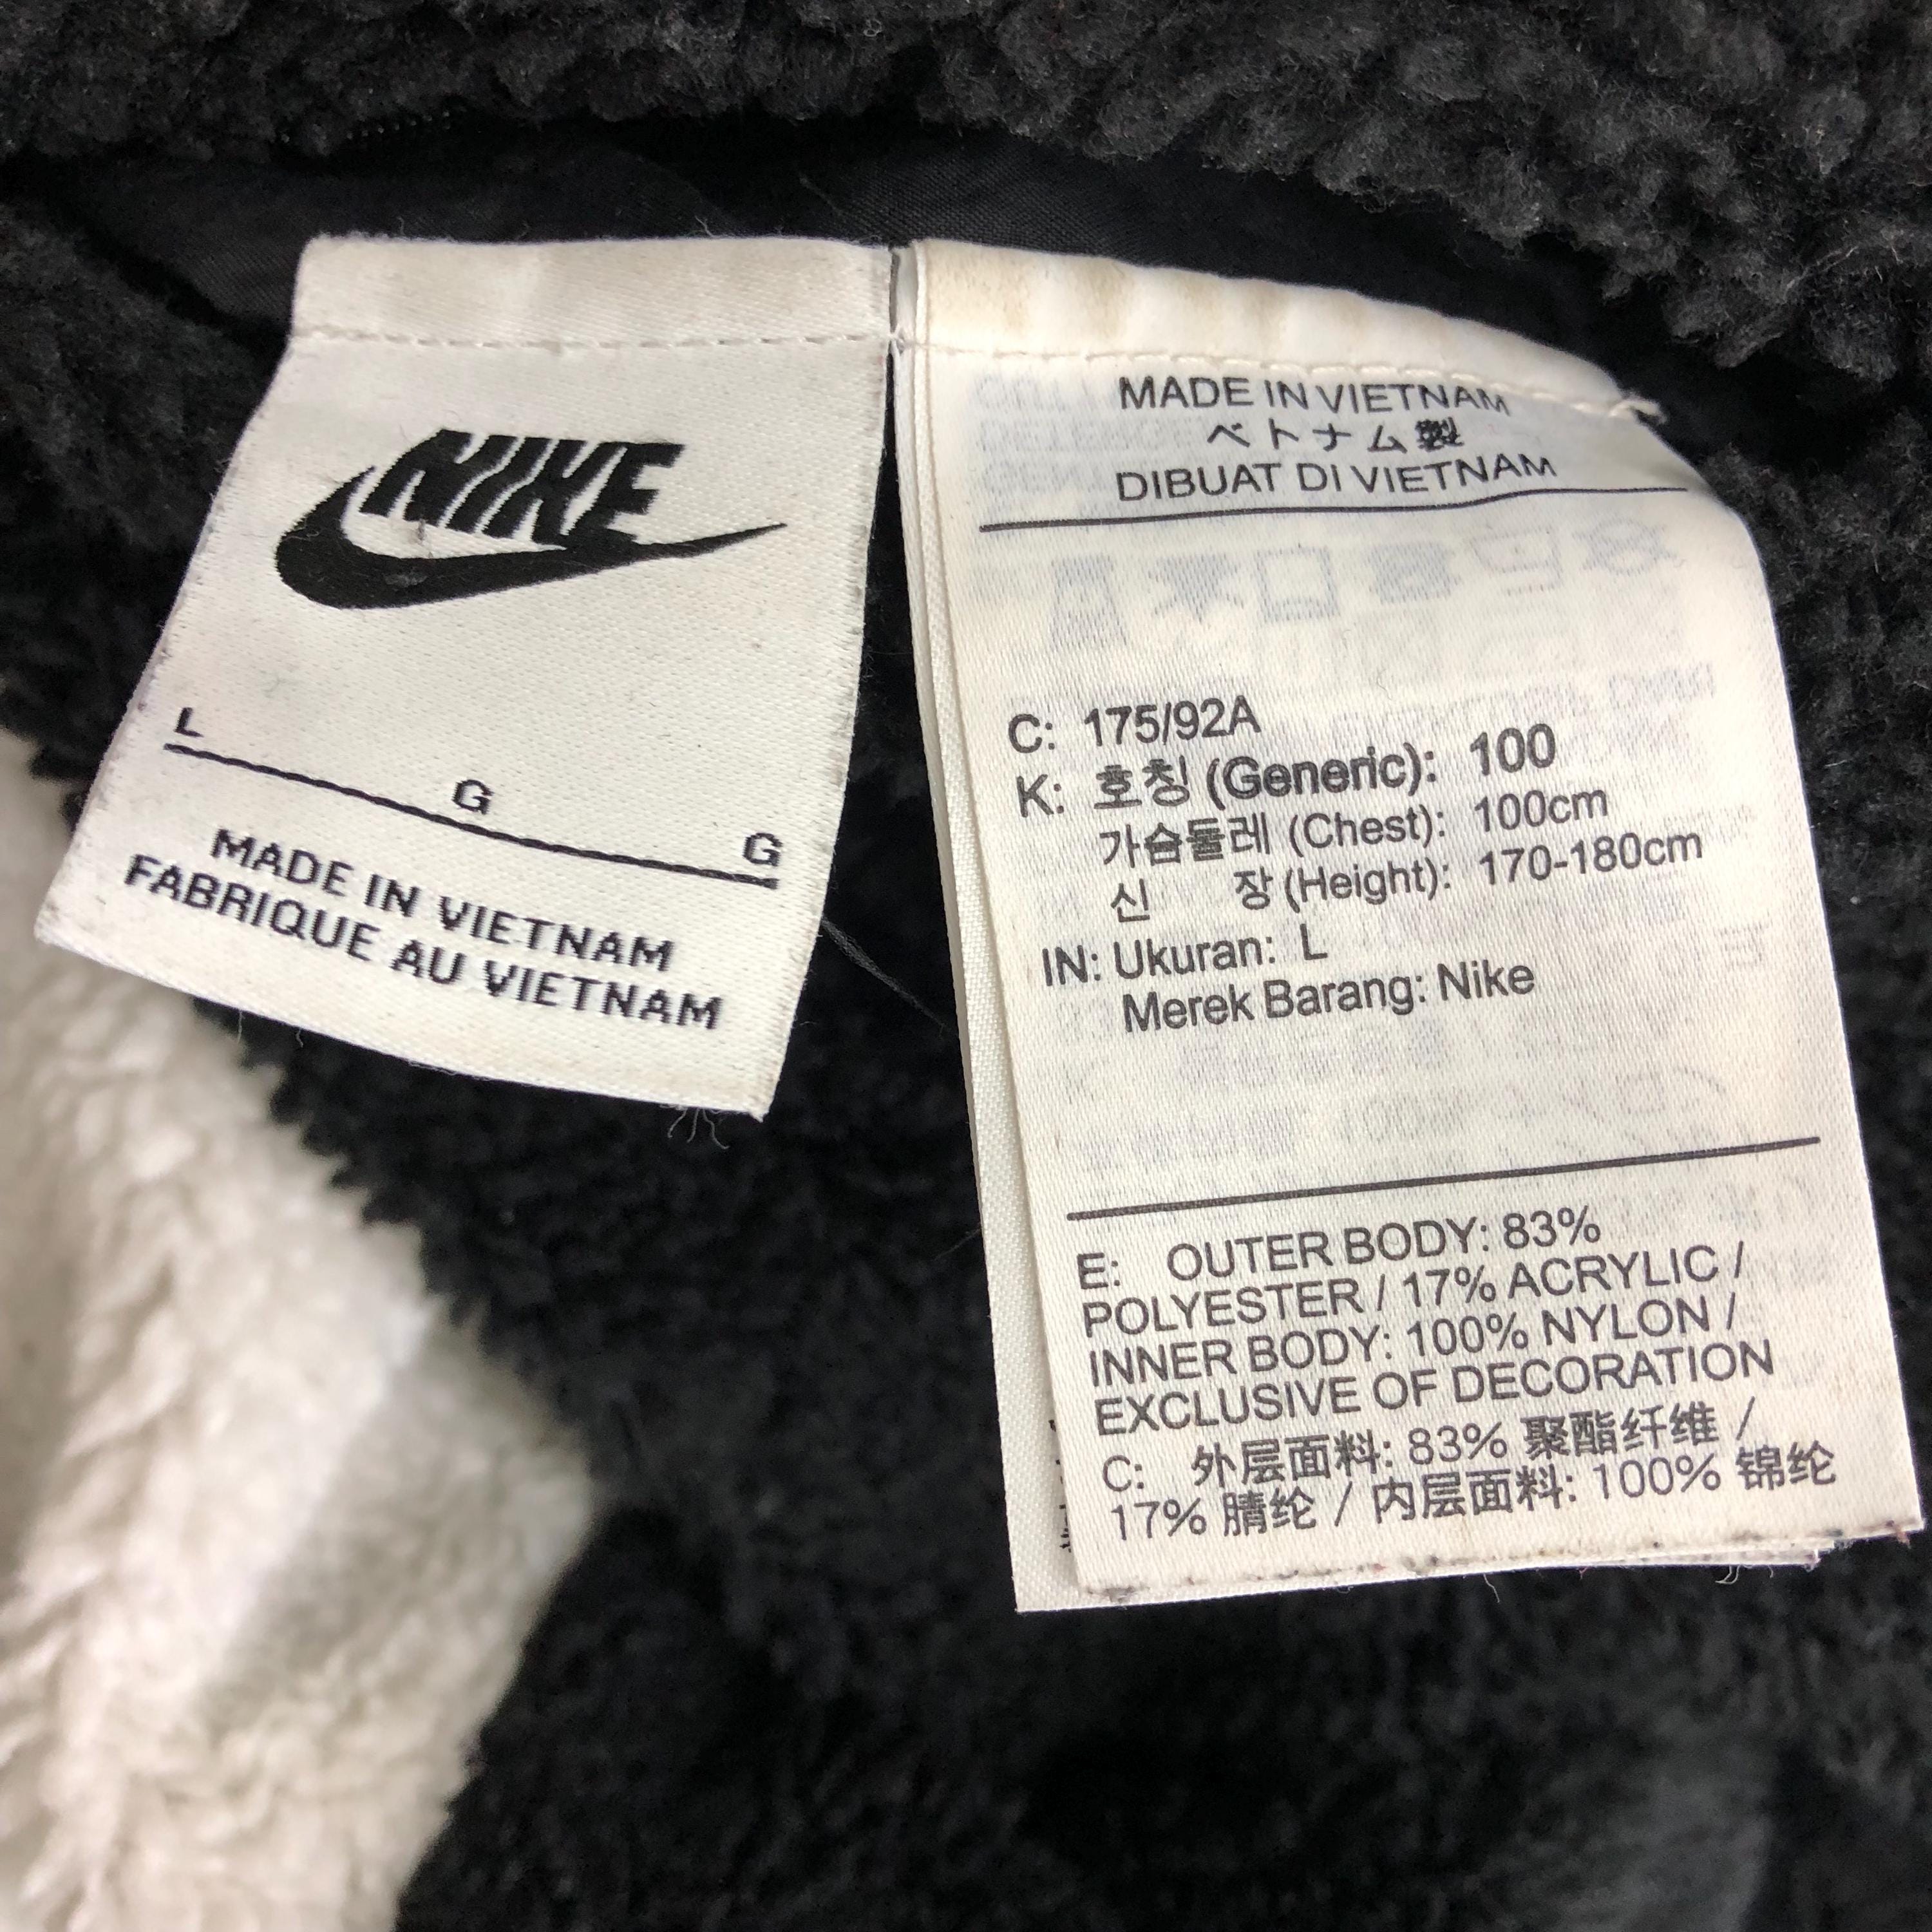 NIKE
L
G
G
MADE IN VIETNAM
FABRIQUE AU VIETNAM
MADE IN VIETNAM
ベトナム製
DIBUAT DI VIETNAM
C: 175/92A
K: 호칭 (Generic): 100
가슴둘레 (Chest): 100cm
신 장 (Height): 170-180cm
IN: Ukuran: L
Merek Barang: Nike
E: OUTER BODY: 83%
POLYESTER / 17% ACRYLIC /
INNER BODY: 100% NYLON /
EXCLUSIVE OF DECORATION
C: 外层面料: 83% 聚酯纤维 /
17% 腈纶 / 内层面料: 100% 锦纶